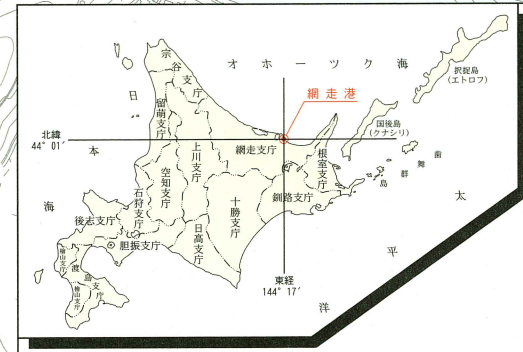 オホーツク海
日本海
太平洋
網走港
北緯
44° 01'
東経
144° 17'
択捉島
(エトロフ)
国後島
(クナシリ)
歯舞群島
宗谷支庁
留萌支庁
上川支庁
網走支庁
根室支庁
釧路支庁
十勝支庁
空知支庁
石狩支庁
後志支庁
胆振支庁
日高支庁
渡島支庁
檜山支庁
檜山支庁